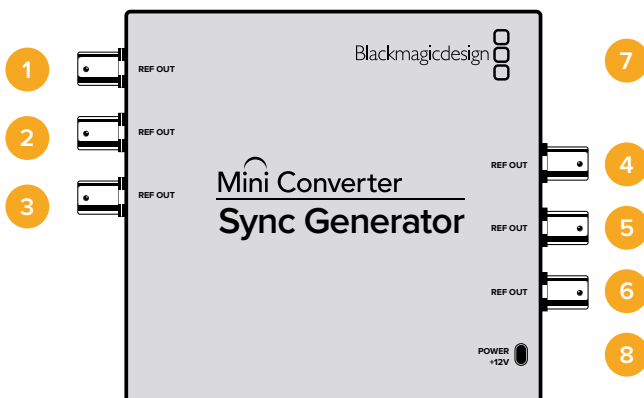 1
REF OUT
Blackmagicdesign
7
2
REF OUT
3
REF OUT
Mini Converter
Sync Generator
REF OUT
4
REF OUT
5
REF OUT
6
POWER
+12V
8